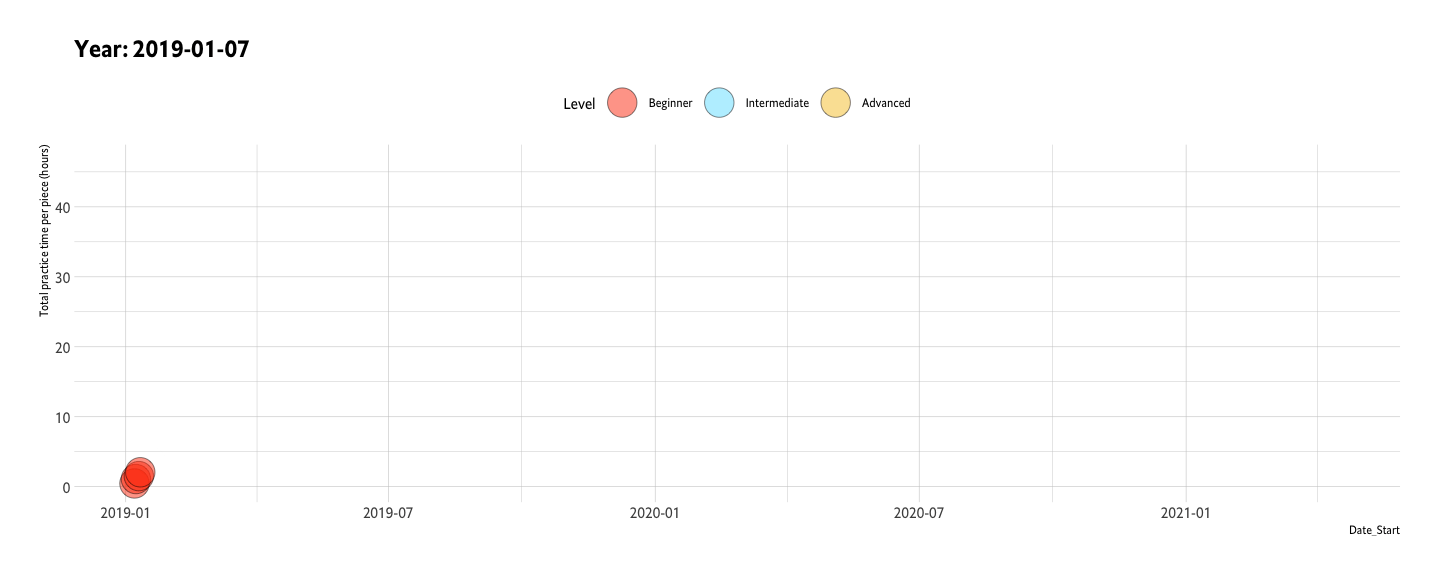 Year: 2019-01-07
Level Beginner Intermediate Advanced
Total practice time per piece (hours)
40
30
20
10
0
2019-01 2019-07 2020-01 2020-07 2021-01
Date_Start